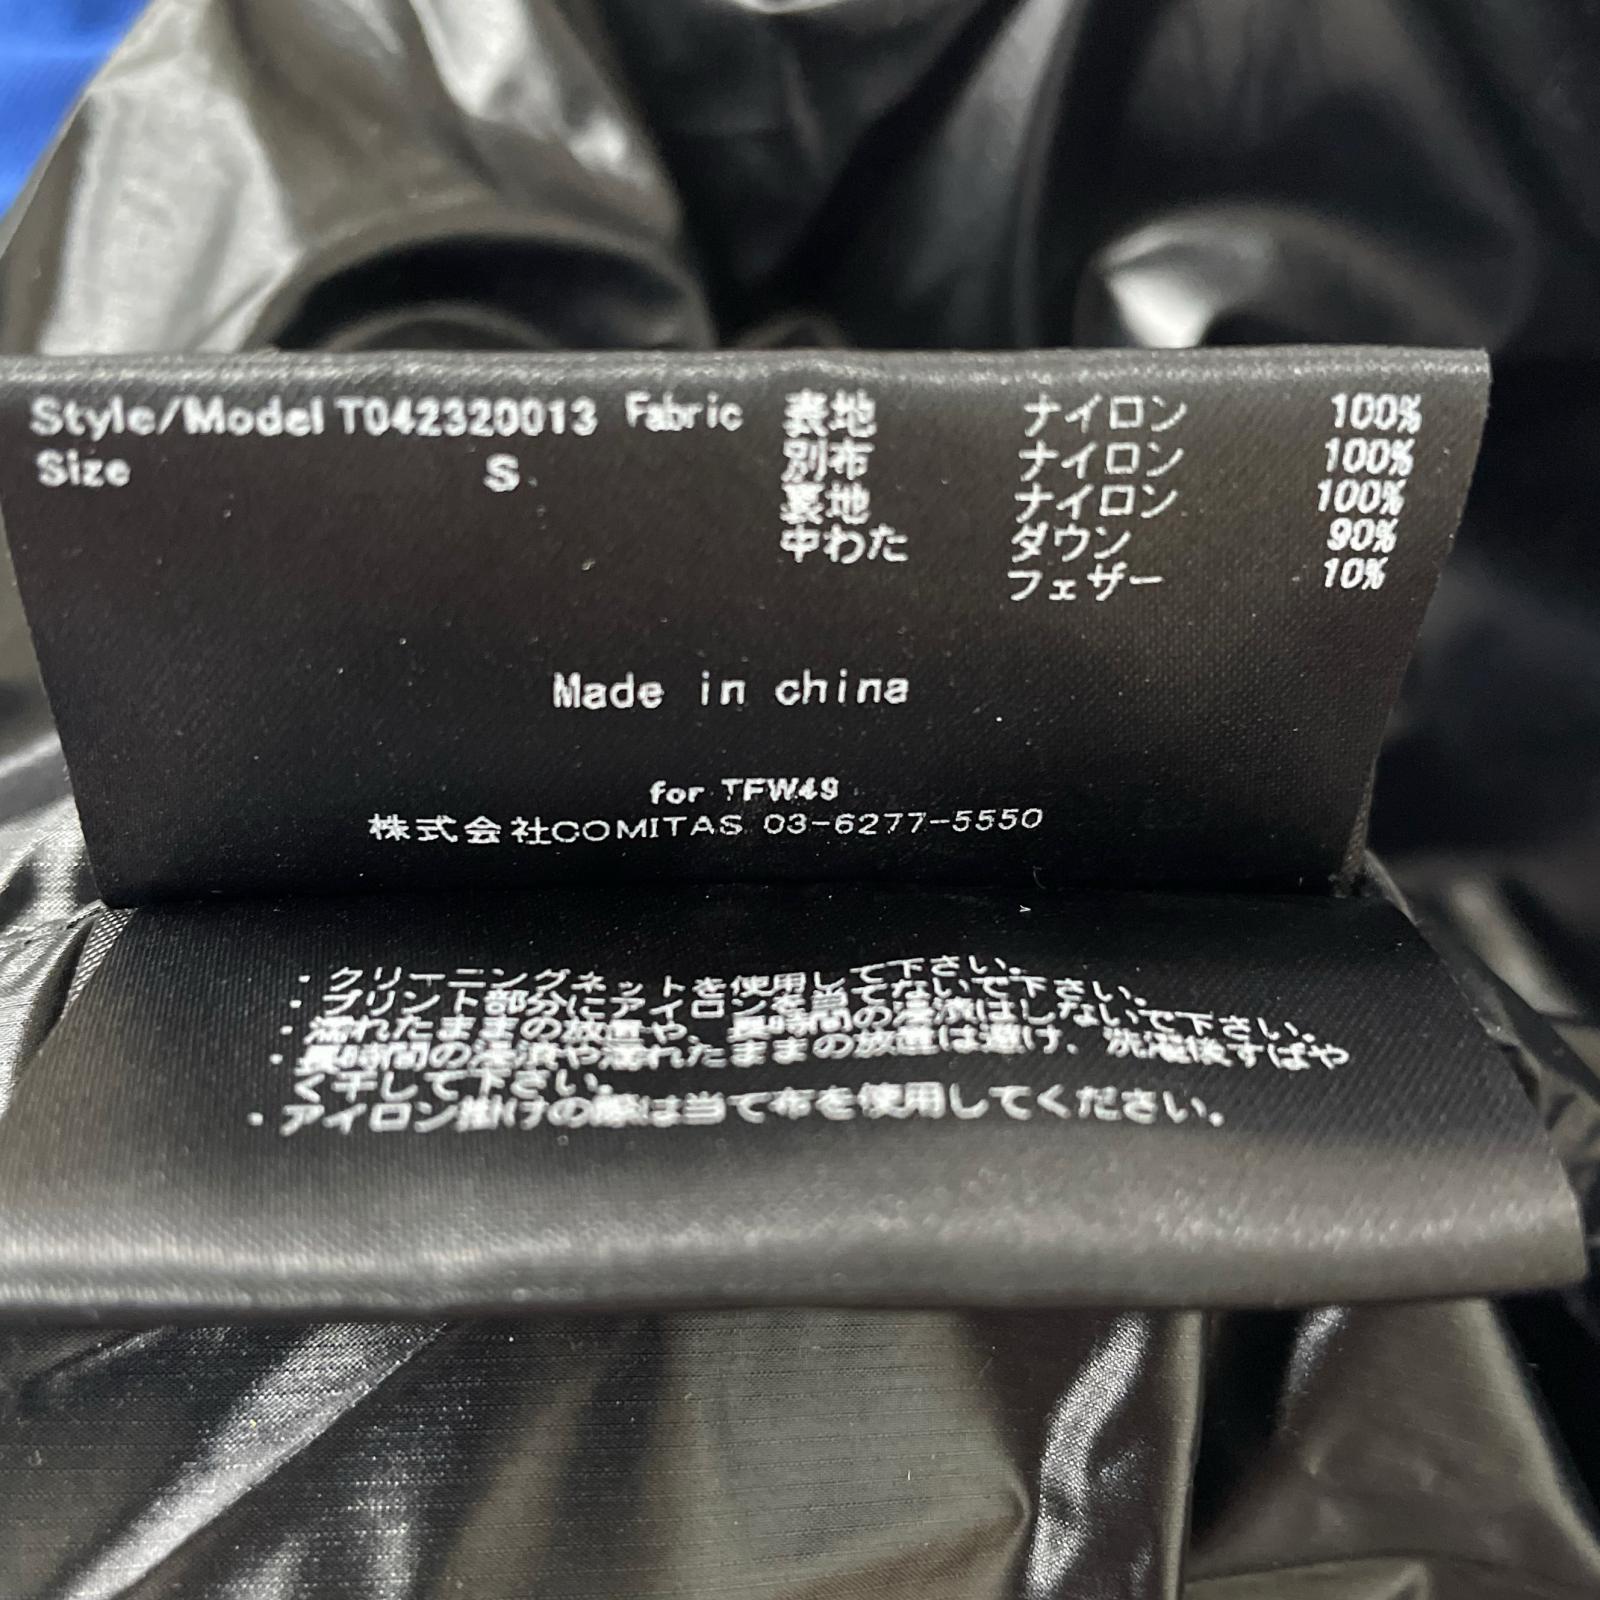 Style/Model T042320013 Fabric 表地 ナイロン 100%
Size S 別布 ナイロン 100%
裏地 ナイロン 100%
中わた ダウン 90%
フェザー 10%
Made in china
for TFW49
株式会社COMITAS 03-6277-5550
・クリーニングネットを使用して下さい。
・プリント部分にアイロンを当てないで下さい。
・濡れたままの放置や、長時間の浸漬はしないで下さい。
・長時間の浸漬や濡れたままの放置は避け、洗濯後すばや
く干して下さい。
・アイロン掛けの際は当て布を使用してください。